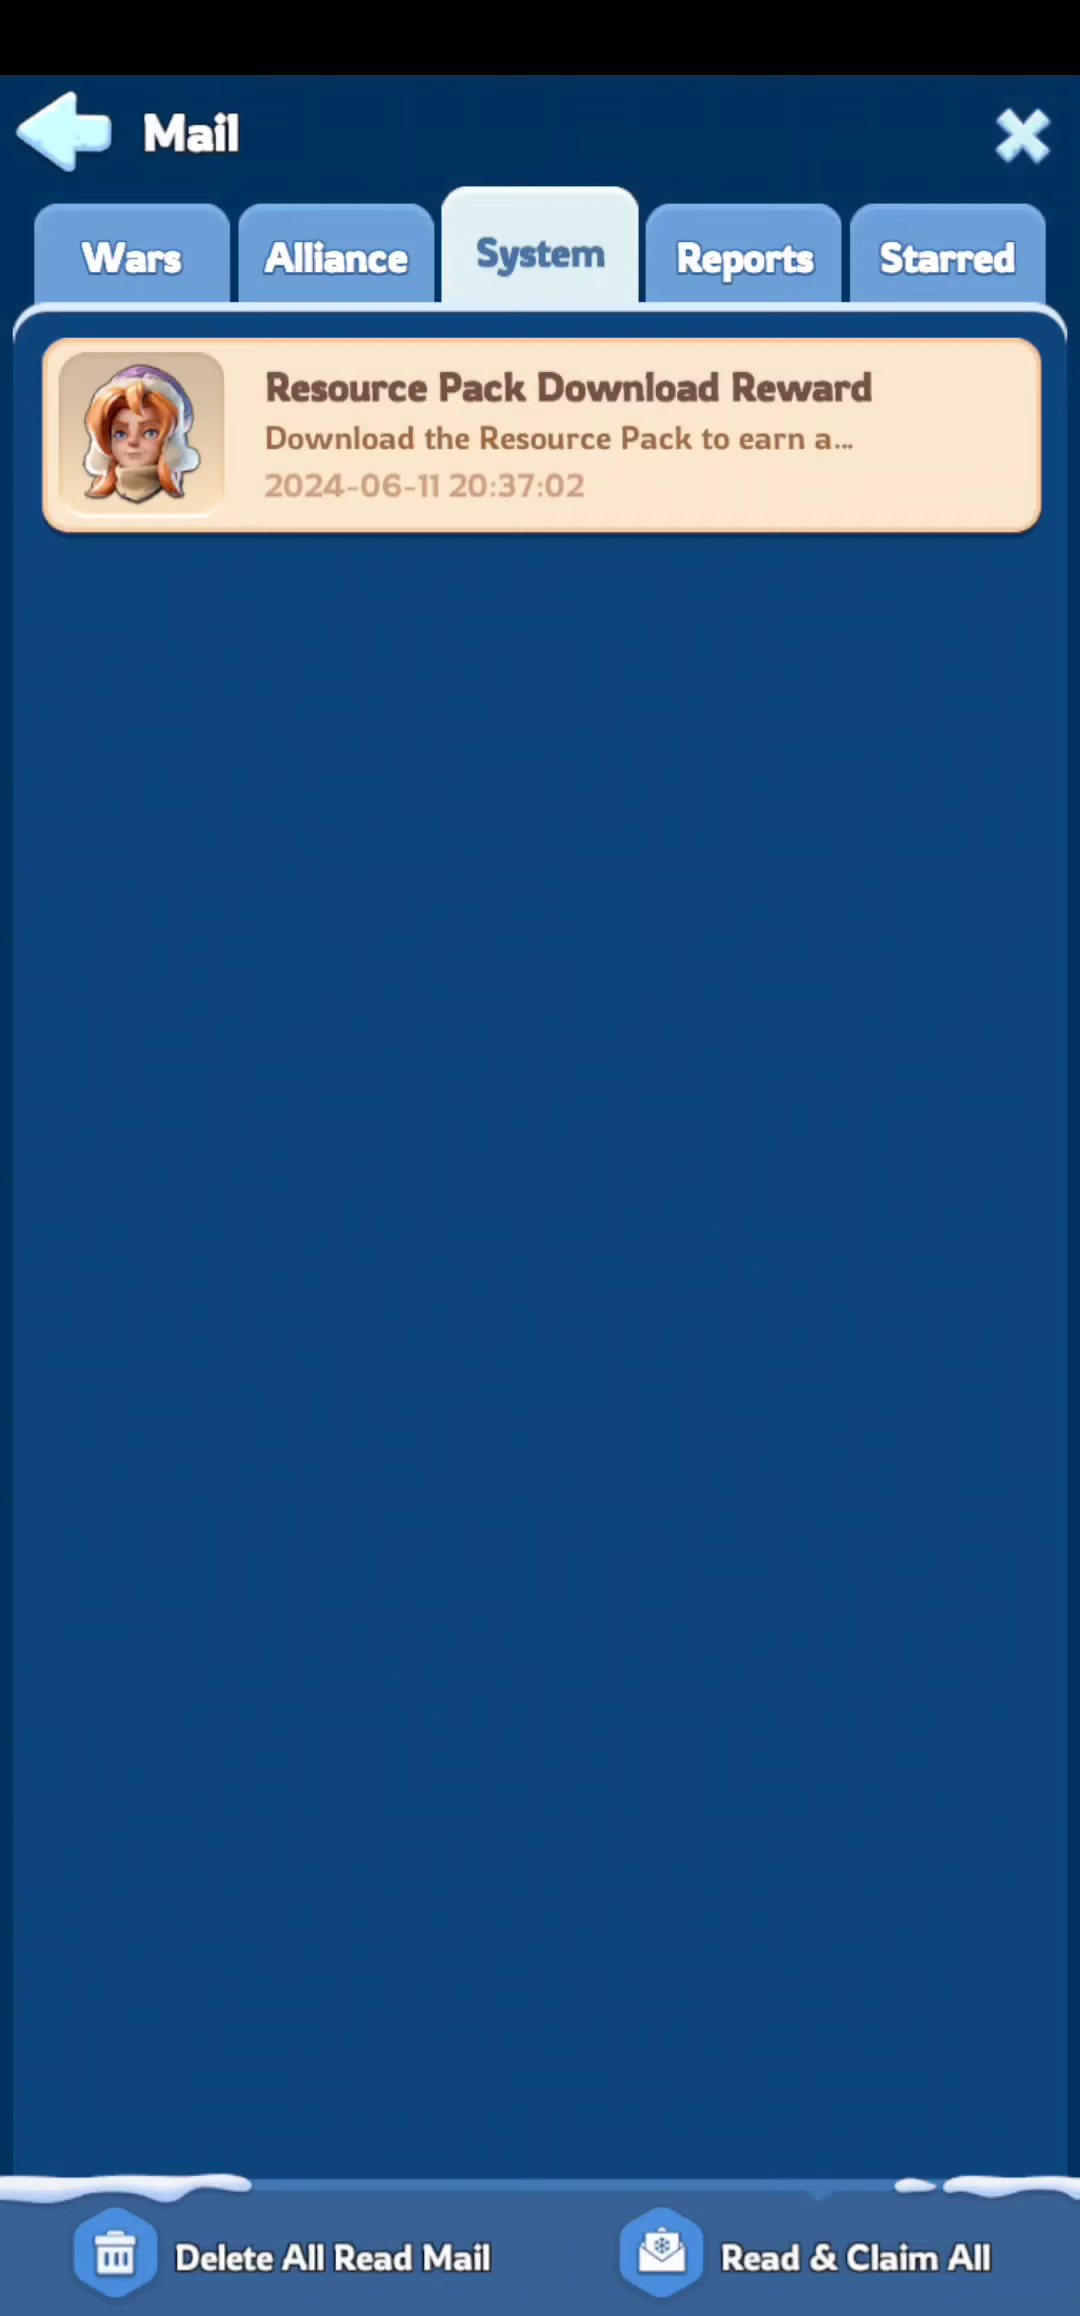 Mail
Wars
Alliance
System
Reports
Starred
Resource Pack Download Reward
Download the Resource Pack to earn a...
2024-06-11 20:37:02
Delete All Read Mail
Read & Claim All